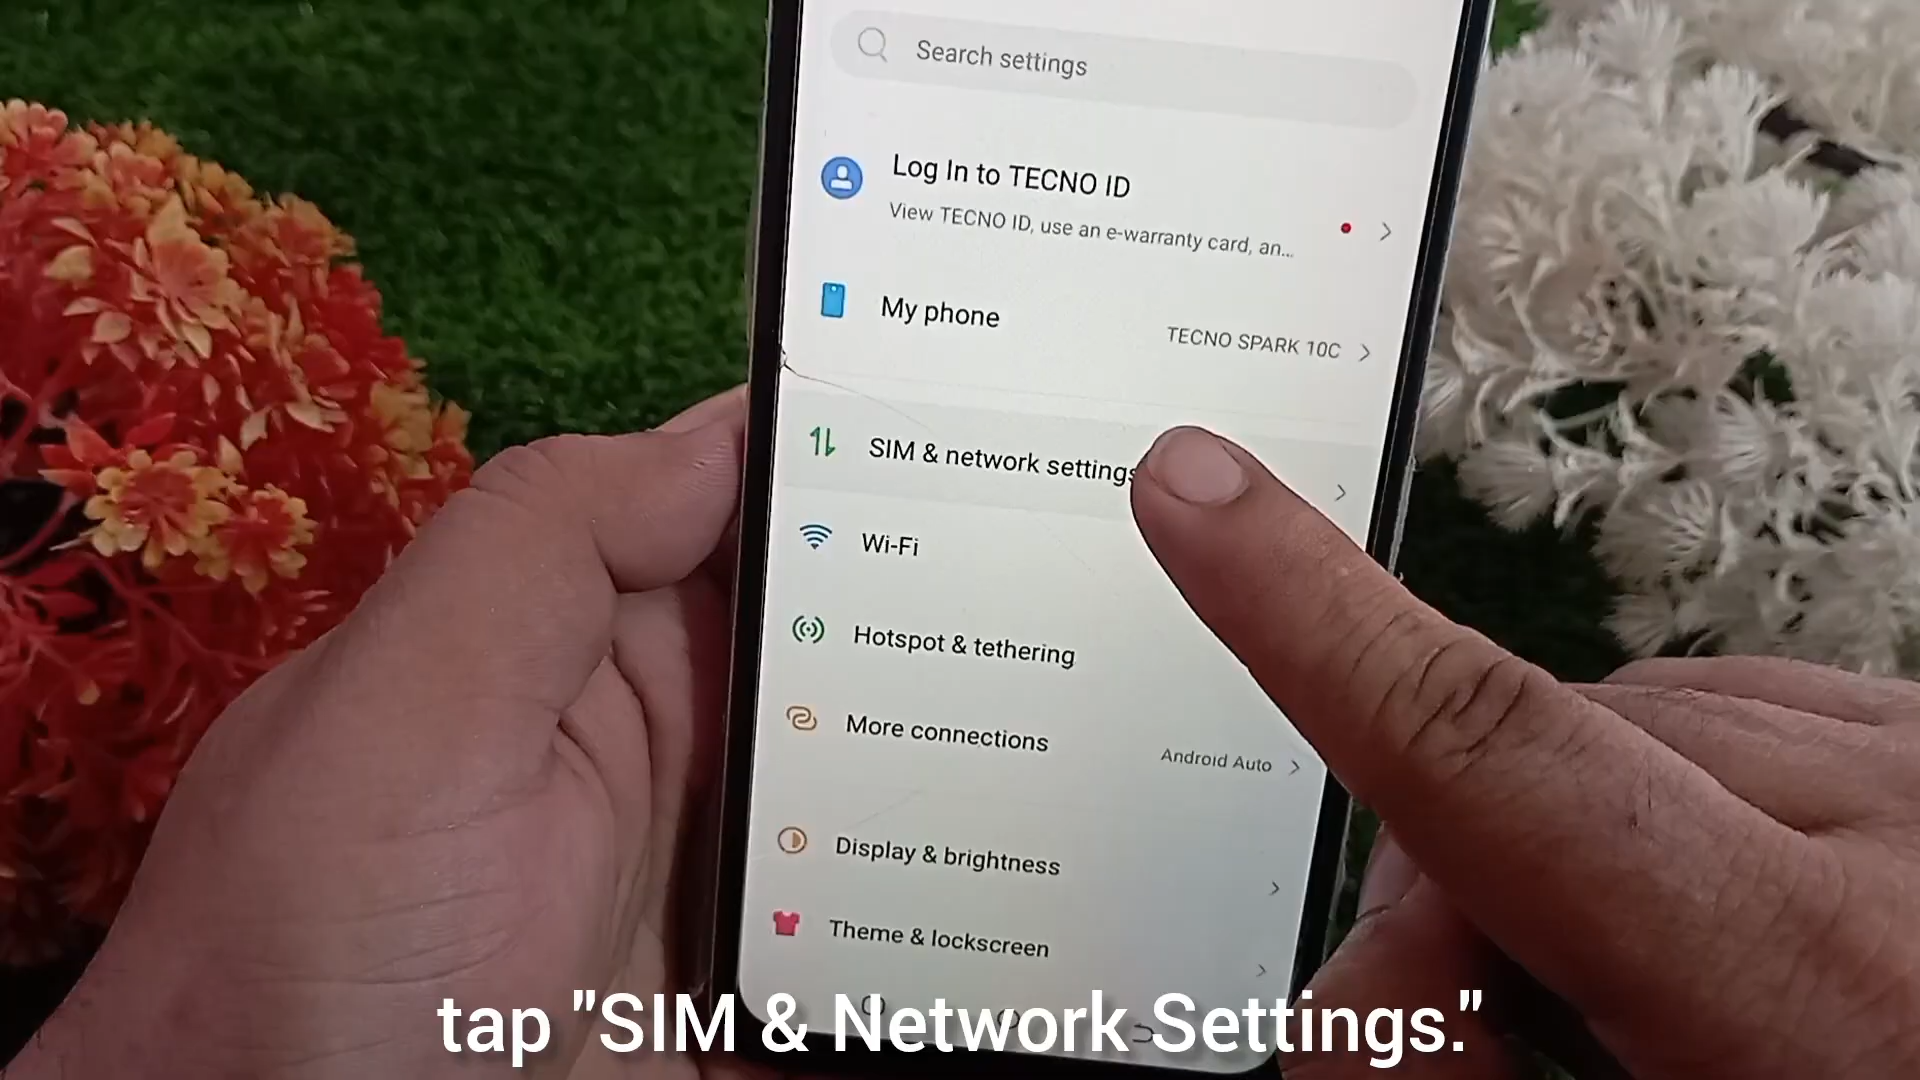 Search settings
Log In to TECNO ID
View TECNO ID, use an e-warranty card, an...
My phone
TECNO SPARK 10C
SIM & network settings
Wi-Fi
Hotspot & tethering
More connections
Android Auto
Display & brightness
Theme & lockscreen
tap "SIM & Network Settings."